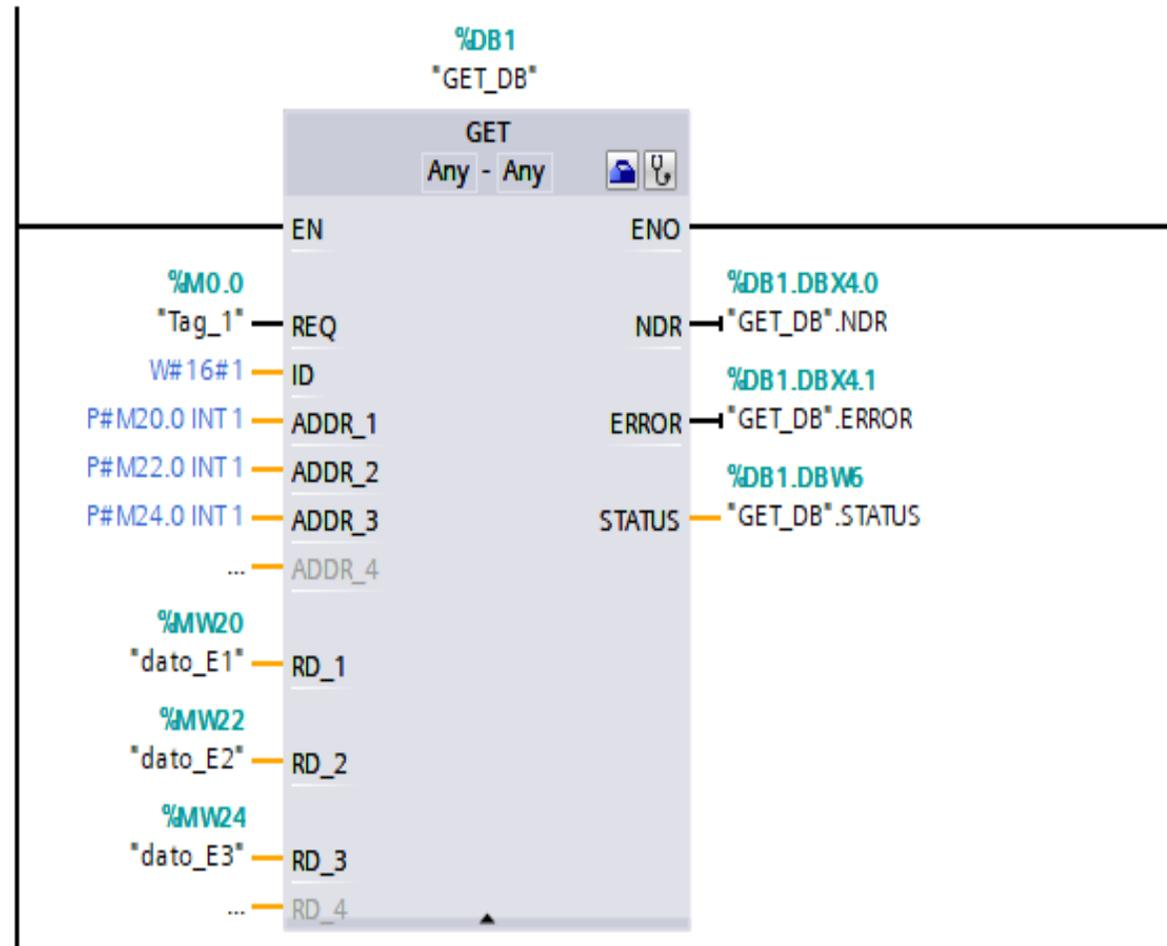 %DB1
"GET_DB"
GET
Any - Any
EN ENO
%M0.0 %DB1.DBX4.0
"Tag_1" REQ NDR "GET_DB".NDR
W#16#1 ID %DB1.DBX4.1
P#M20.0 INT 1 ADDR_1 ERROR "GET_DB".ERROR
P#M22.0 INT 1 ADDR_2 %DB1.DBW6
P#M24.0 INT 1 ADDR_3 STATUS "GET_DB".STATUS
... ADDR_4
%MW20
"dato_E1" RD_1
%MW22
"dato_E2" RD_2
%MW24
"dato_E3" RD_3
... RD_4